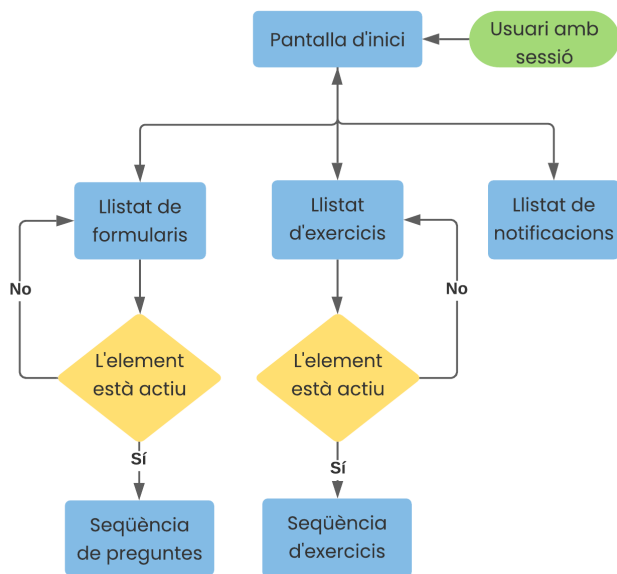 Pantalla d'inici
Usuari amb
sessió
Llistat de
formularis
Llistat
d'exercicis
Llistat de
notificacions
No
No
L'element
està actiu
L'element
està actiu
Sí
Sí
Seqüència
de preguntes
Seqüència
d'exercicis